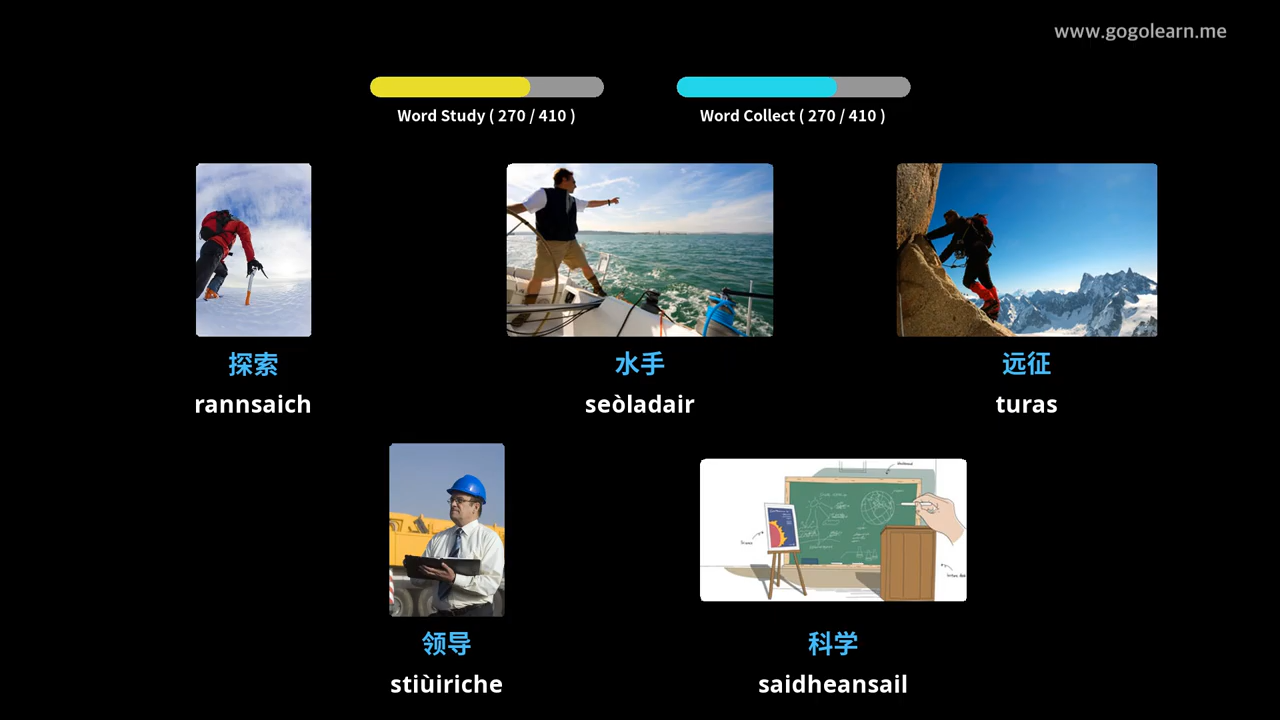 www.gogolearn.me
Word Study ( 270 / 410 )
Word Collect ( 270 / 410 )
探索
rannsaich
水手
seòladair
远征
turas
领导
stiùiriche
科学
saidheansail